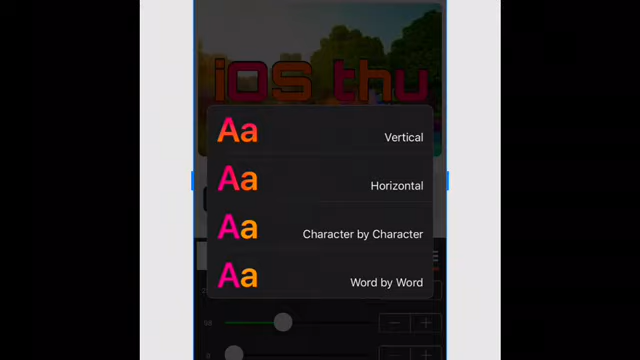 iOS thu
Aa Vertical
Aa Horizontal
Aa Character by Character
Aa Word by Word